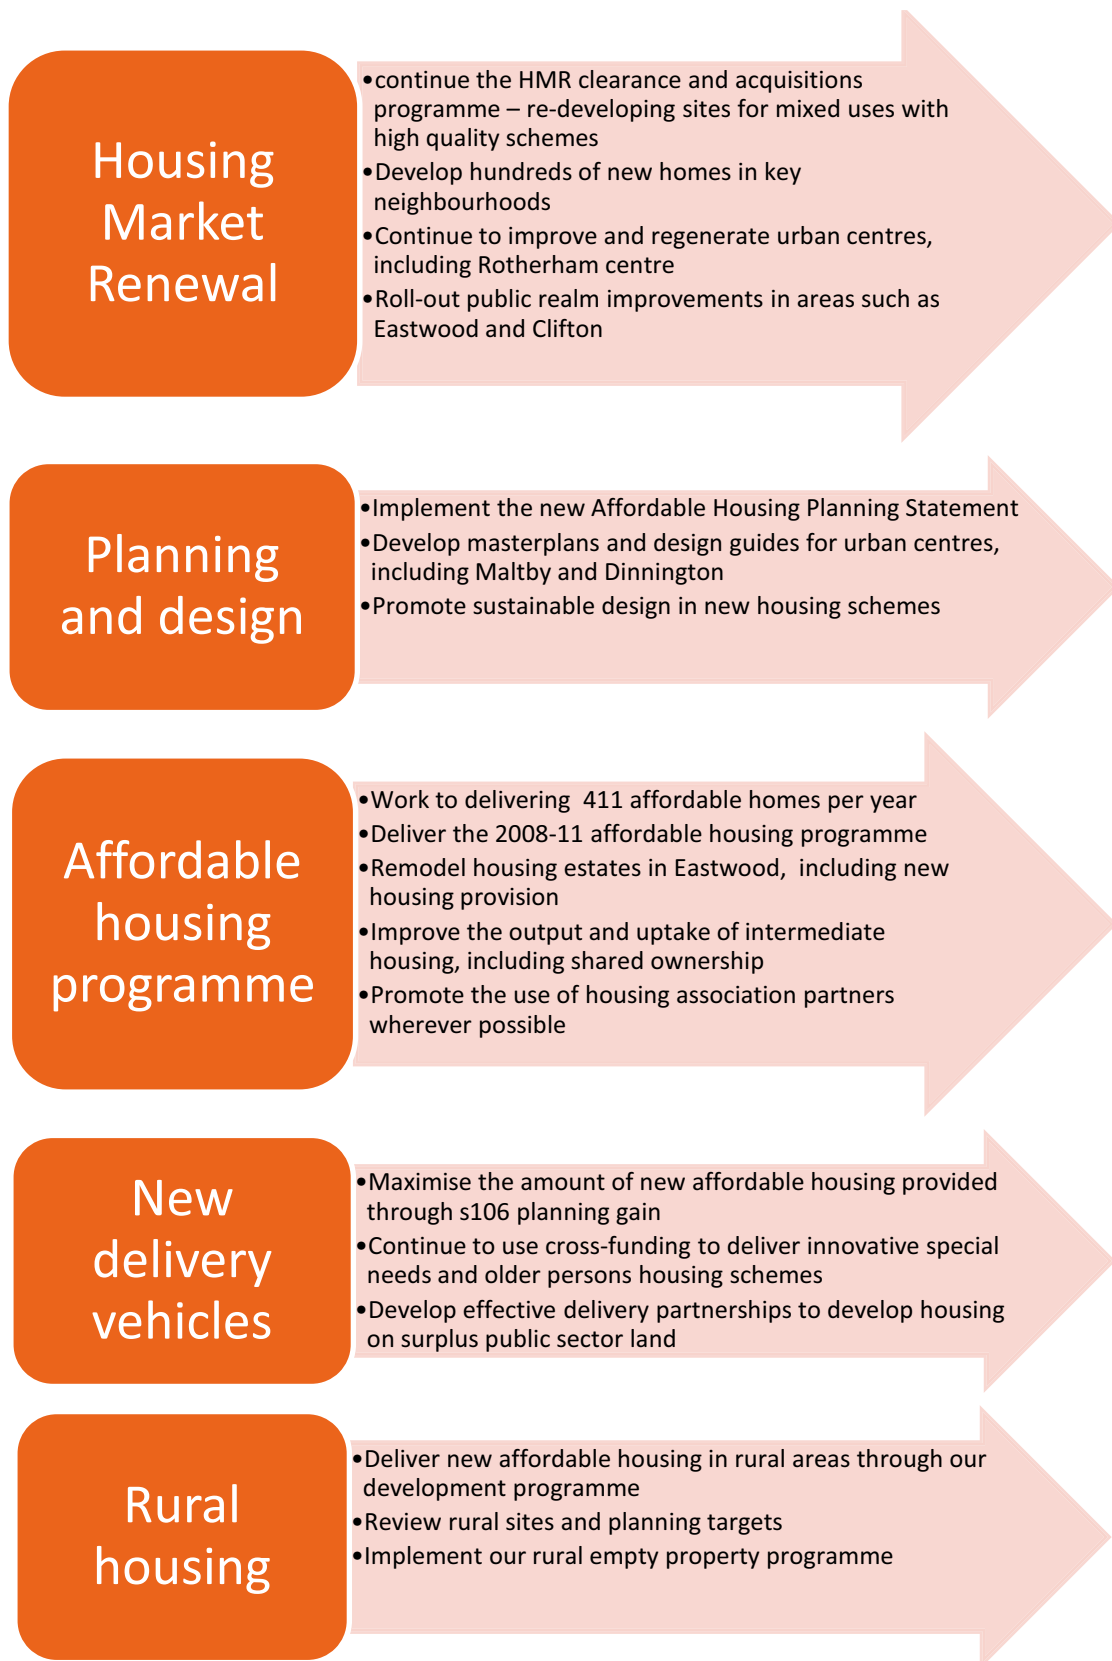 Housing
Market
Renewal
•continue the HMR clearance and acquisitions
programme – re-developing sites for mixed uses with
high quality schemes
•Develop hundreds of new homes in key
neighbourhoods
•Continue to improve and regenerate urban centres,
including Rotherham centre
•Roll-out public realm improvements in areas such as
Eastwood and Clifton
Planning
and design
•Implement the new Affordable Housing Planning Statement
•Develop masterplans and design guides for urban centres,
including Maltby and Dinnington
•Promote sustainable design in new housing schemes
Affordable
housing
programme
•Work to delivering  411 affordable homes per year
•Deliver the 2008-11 affordable housing programme
•Remodel housing estates in Eastwood,  including new
housing provision
•Improve the output and uptake of intermediate
housing, including shared ownership
•Promote the use of housing association partners
wherever possible
New
delivery
vehicles
•Maximise the amount of new affordable housing provided
through s106 planning gain
•Continue to use cross-funding to deliver innovative special
needs and older persons housing schemes
•Develop effective delivery partnerships to develop housing
on surplus public sector land
Rural
housing
•Deliver new affordable housing in rural areas through our
development programme
•Review rural sites and planning targets
•Implement our rural empty property programme